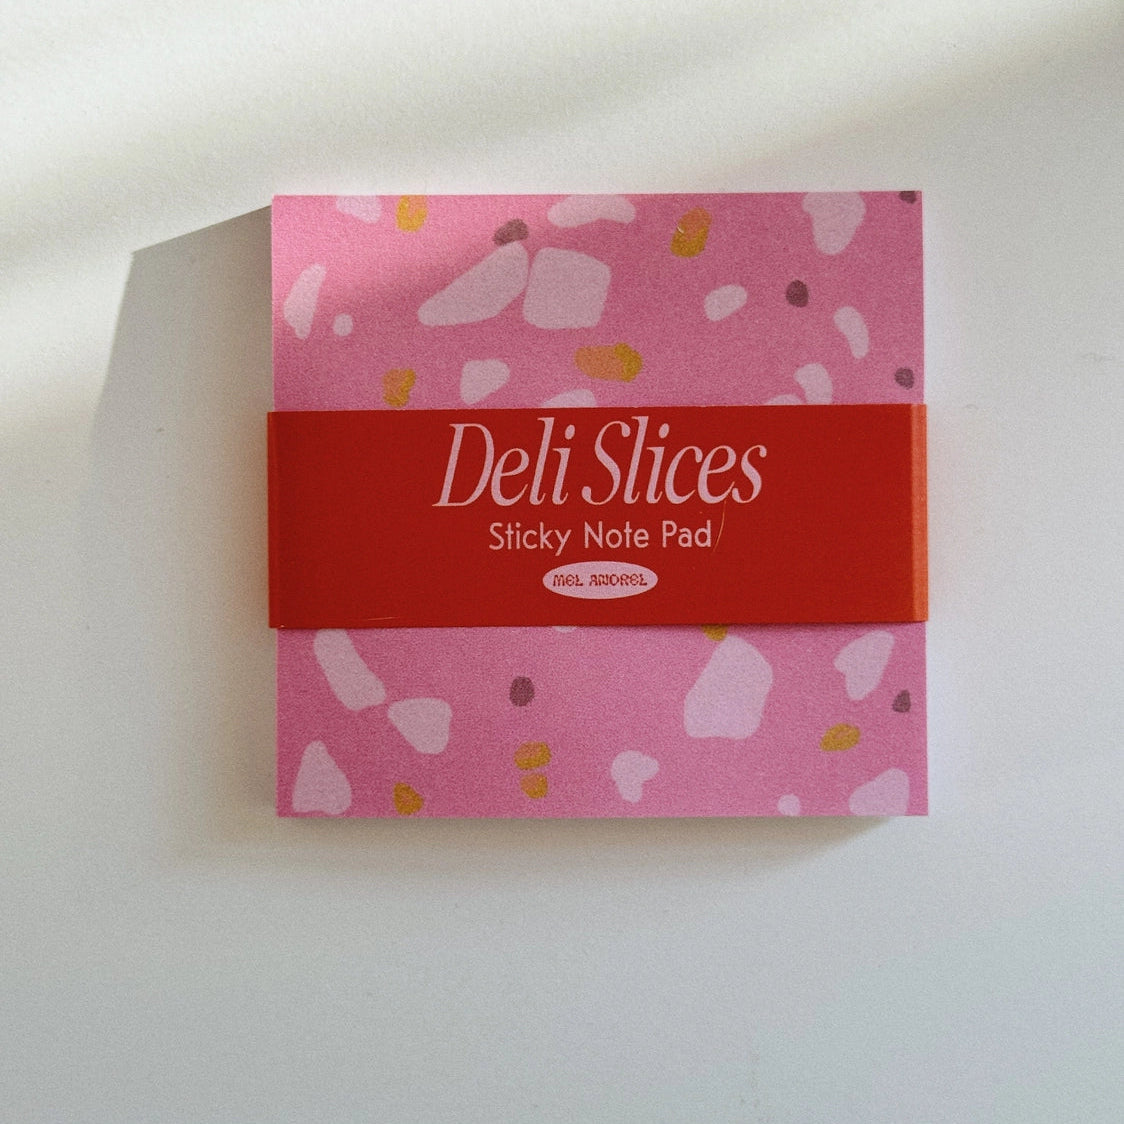 Deli Slices
Sticky Note Pad
MEL ANDREL